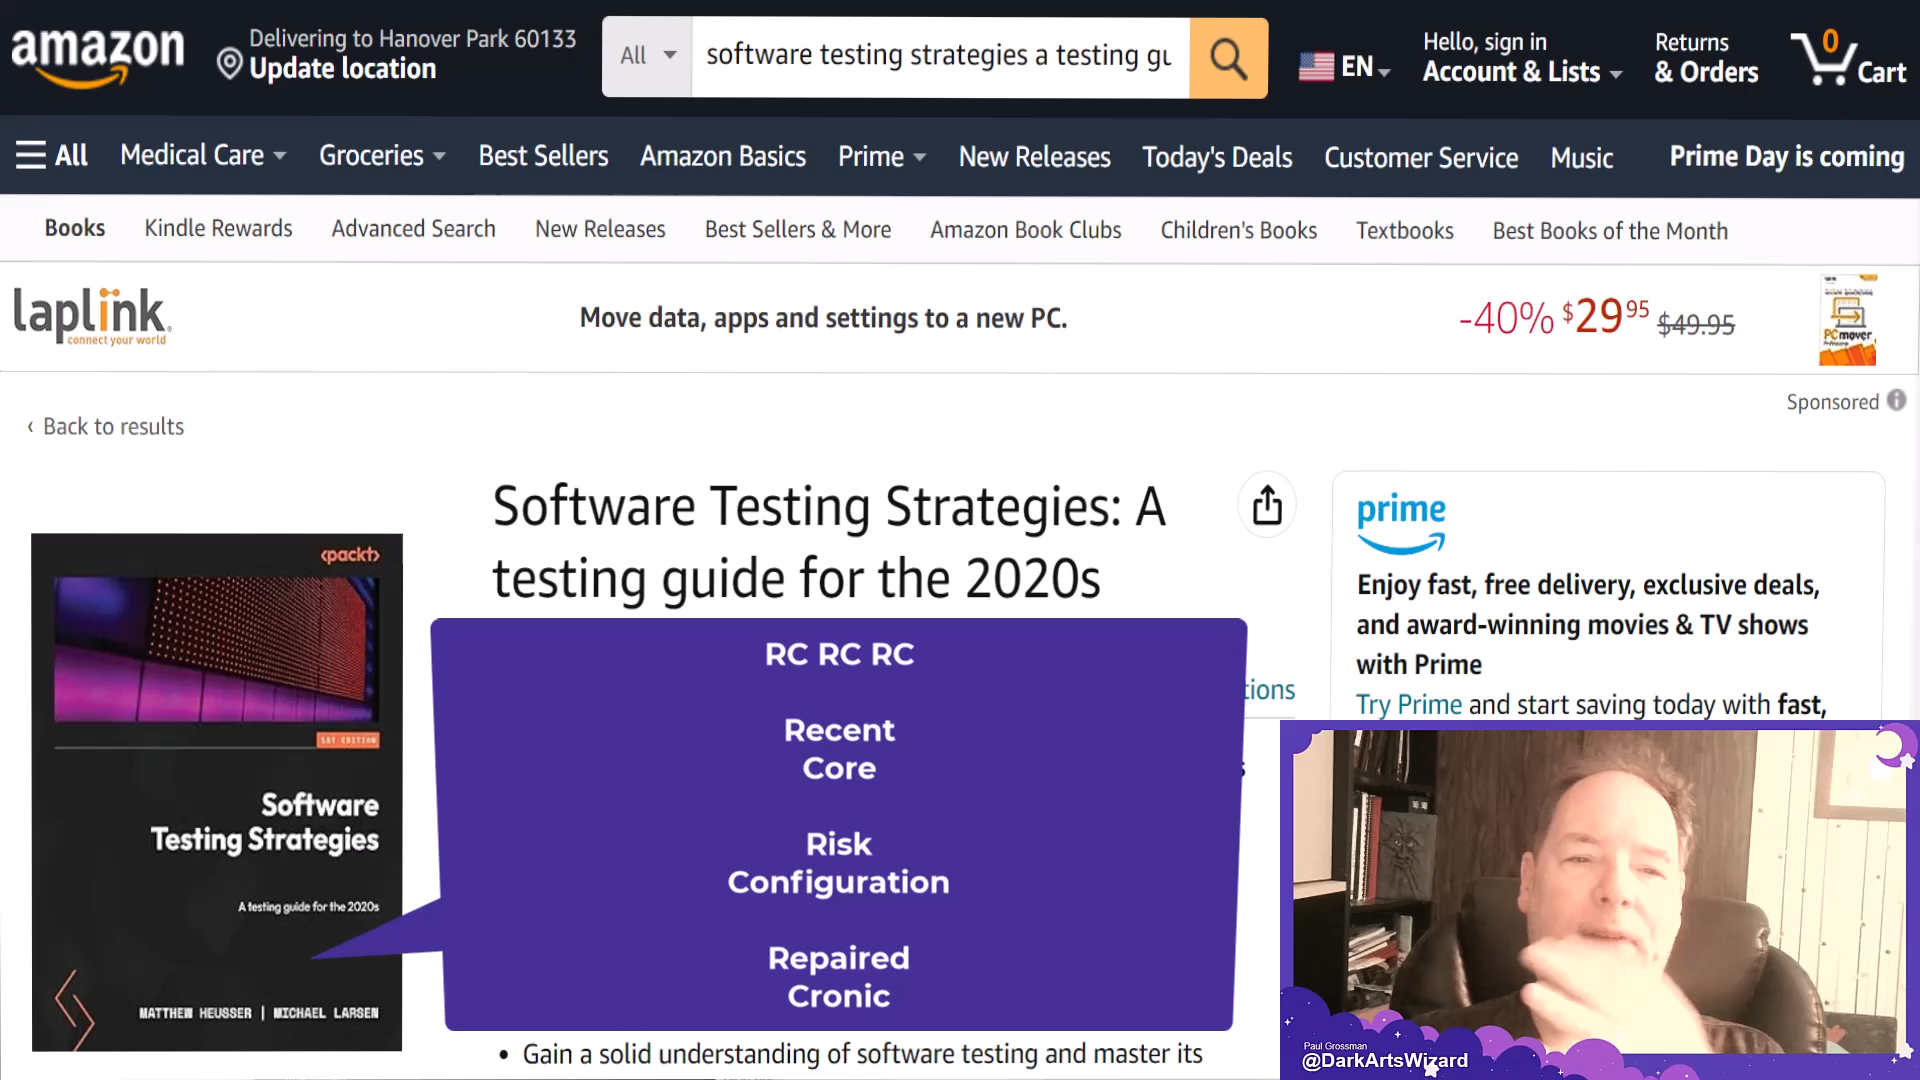 amazon
Delivering to Hanover Park 60133
Update location
All
software testing strategies a testing gu
EN
Hello, sign in
Account & Lists
Returns
& Orders
0
Cart
All
Medical Care
Groceries
Best Sellers
Amazon Basics
Prime
New Releases
Today's Deals
Customer Service
Music
Prime Day is coming
Books
Kindle Rewards
Advanced Search
New Releases
Best Sellers & More
Amazon Book Clubs
Children's Books
Textbooks
Best Books of the Month
laplink
connect your world
Move data, apps and settings to a new PC.
-40% $29 95 $49.95
PCmover
Sponsored
‹ Back to results
Software Testing Strategies: A
testing guide for the 2020s
prime
Enjoy fast, free delivery, exclusive deals,
and award-winning movies & TV shows
with Prime
Try Prime and start saving today with fast,
<packt>
1ST EDITION
Software
Testing Strategies
A testing guide for the 2020s
MATTHEW HEUSSER | MICHAEL LARSEN
RC RC RC
Recent
Core
Risk
Configuration
Repaired
Cronic
• Gain a solid understanding of software testing and master its
Paul Grossman
@DarkArtsWizard